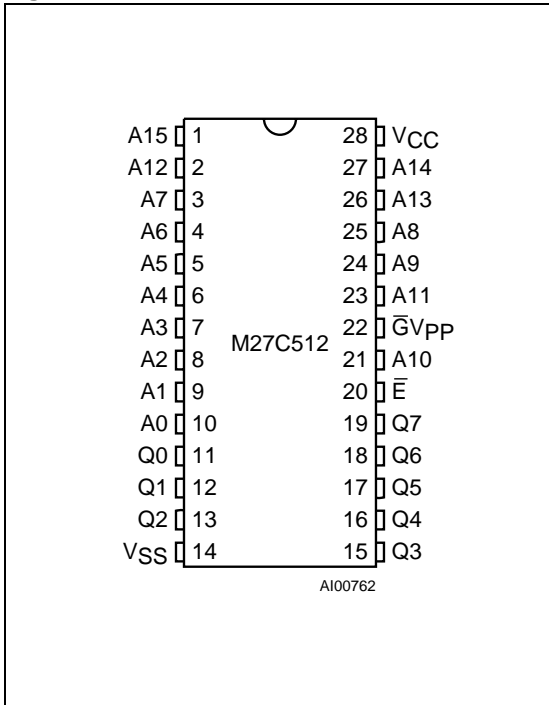 A15 1 28 VCC
A12 2 27 A14
A7 3 26 A13
A6 4 25 A8
A5 5 24 A9
A4 6 23 A11
A3 7 22 G̅VPP
M27C512
A2 8 21 A10
A1 9 20 E̅
A0 10 19 Q7
Q0 11 18 Q6
Q1 12 17 Q5
Q2 13 16 Q4
VSS 14 15 Q3
AI00762